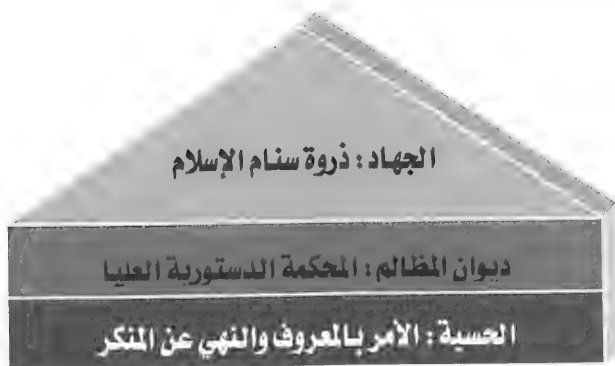 الجهاد : ذروة سنام الإسلام
ديوان المظالم : المحكمة الدستورية العليا
الحسبة : الأمر بالمعروف والنهي عن المنكر